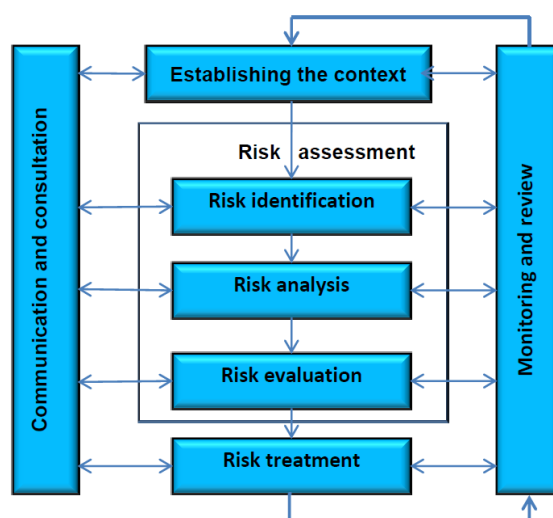 Establishing the context
Risk assessment
Risk identification
Risk analysis
Risk evaluation
Risk treatment
Communication and consultation
Monitoring and review